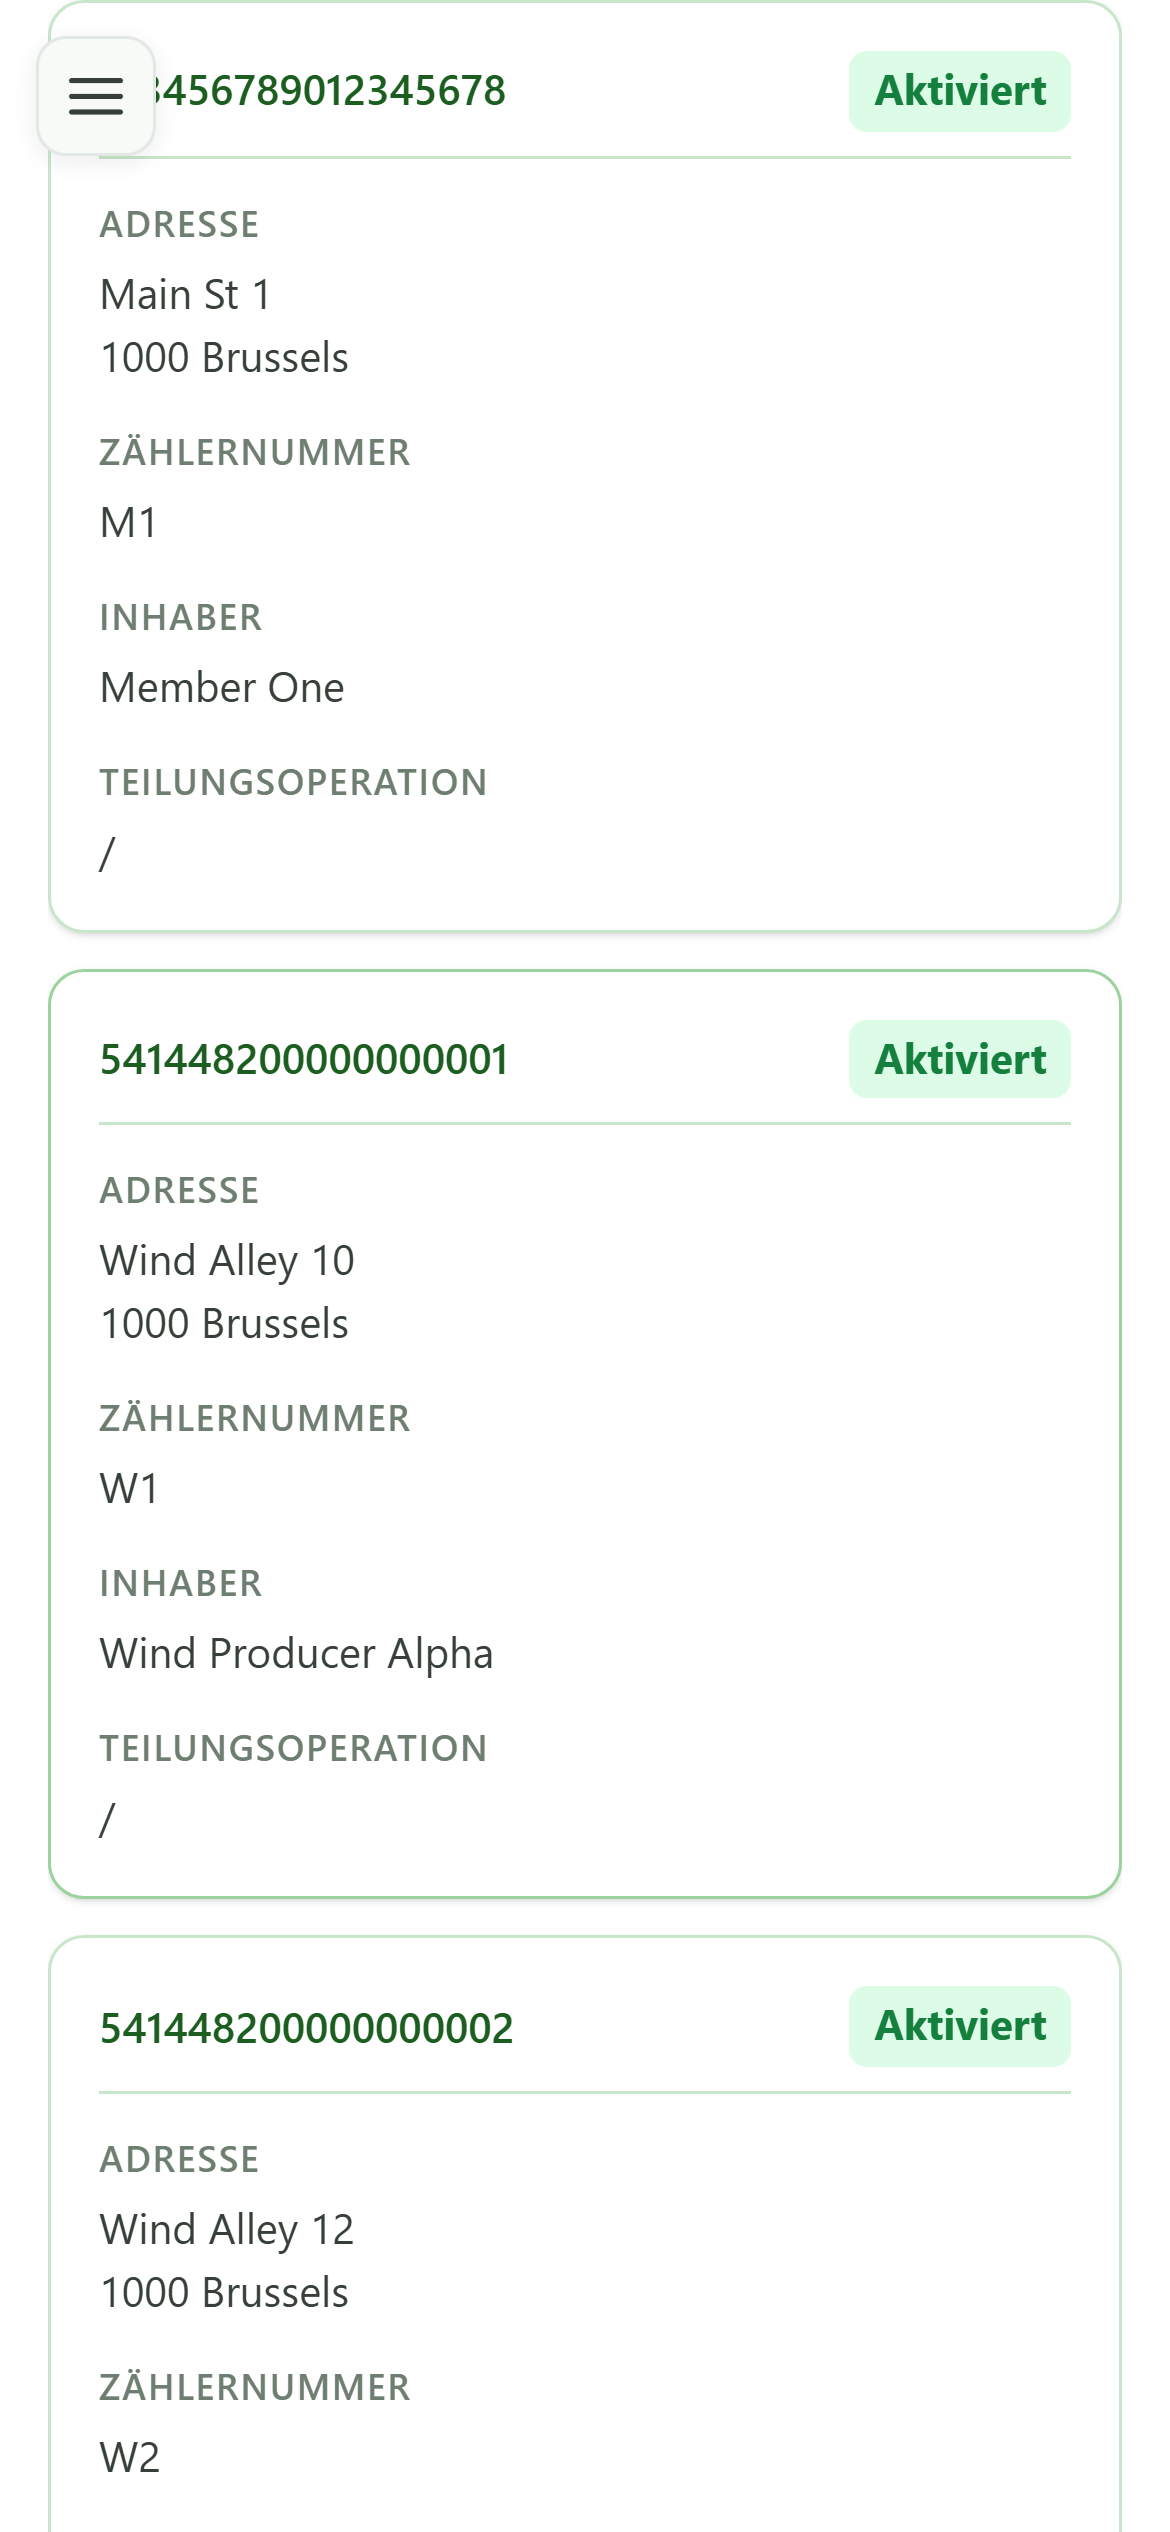 3456789012345678
Aktiviert
ADRESSE
Main St 1
1000 Brussels
ZÄHLERNUMMER
M1
INHABER
Member One
TEILUNGSOPERATION
/
541448200000000001
Aktiviert
ADRESSE
Wind Alley 10
1000 Brussels
ZÄHLERNUMMER
W1
INHABER
Wind Producer Alpha
TEILUNGSOPERATION
/
541448200000000002
Aktiviert
ADRESSE
Wind Alley 12
1000 Brussels
ZÄHLERNUMMER
W2